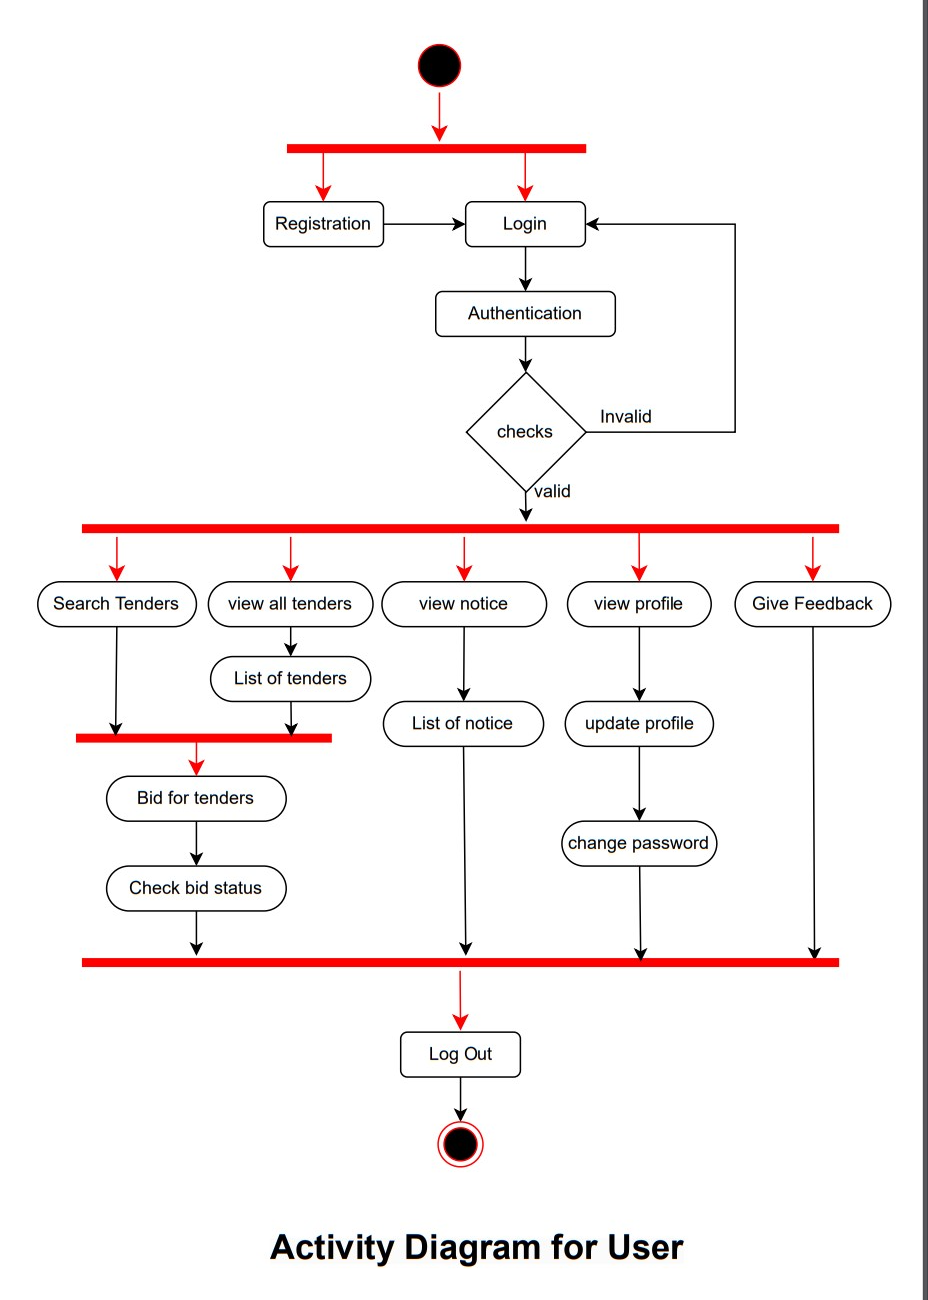 Registration
Login
Authentication
checks
Invalid
valid
Search Tenders
view all tenders
view notice
view profile
Give Feedback
List of tenders
List of notice
update profile
Bid for tenders
change password
Check bid status
Log Out
Activity Diagram for User